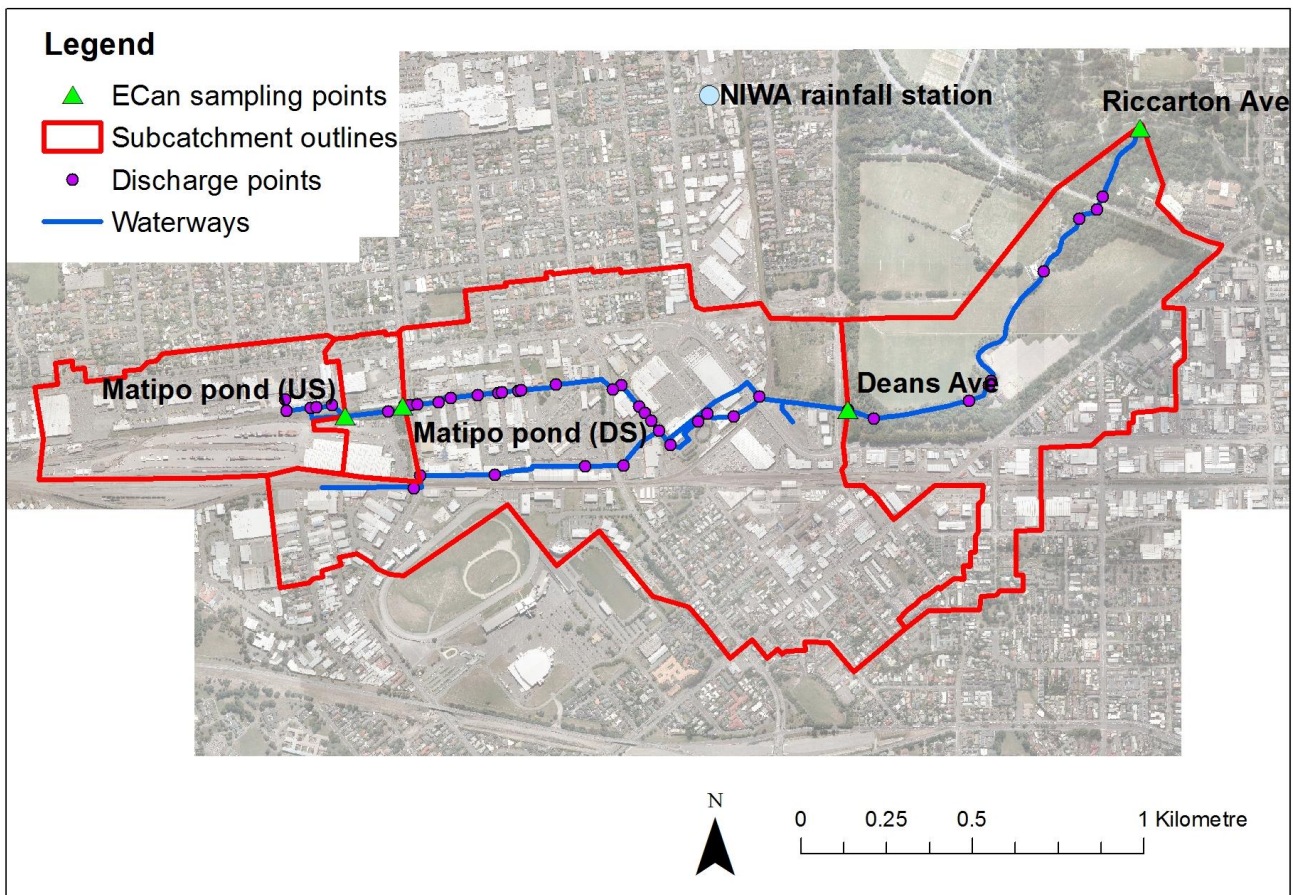 Legend
ECan sampling points
Subcatchment outlines
Discharge points
Waterways
NIWA rainfall station
Riccarton Ave
Matipo pond (US)
Deans Ave
Matipo pond (DS)
N
0 0.25 0.5 1 Kilometre